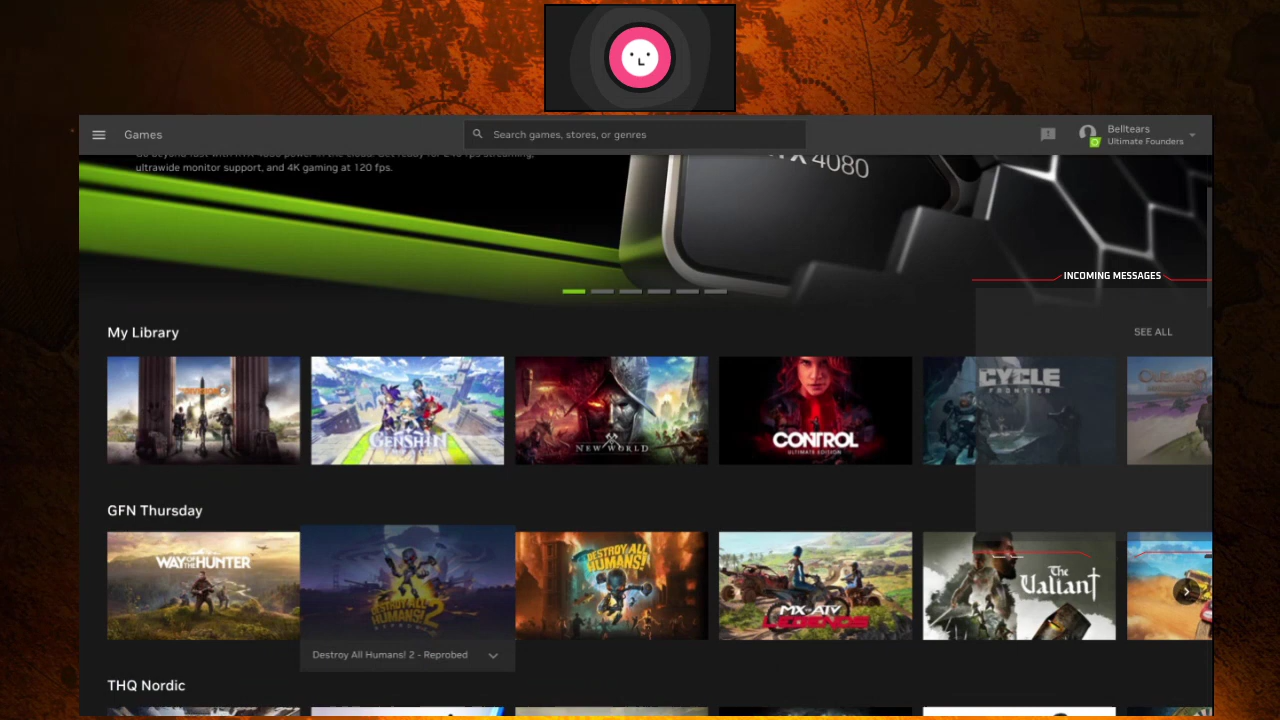 Games
Search games, stores, or genres
Belltears
Ultimate Founders
ultrawide monitor support, and 4K gaming at 120 fps.
4080
INCOMING MESSAGES
My Library
SEE ALL
GENSHIN
NEW WORLD
CONTROL
ULTIMATE EDITION
CYCLE
FRONTIER
GFN Thursday
WAY OF THE HUNTER
DESTROY ALL
HUMANS! 2
DESTROY ALL
HUMANS!
MX vs ATV
LEGENDS
The
Valiant
Destroy All Humans! 2 - Reprobed
THQ Nordic